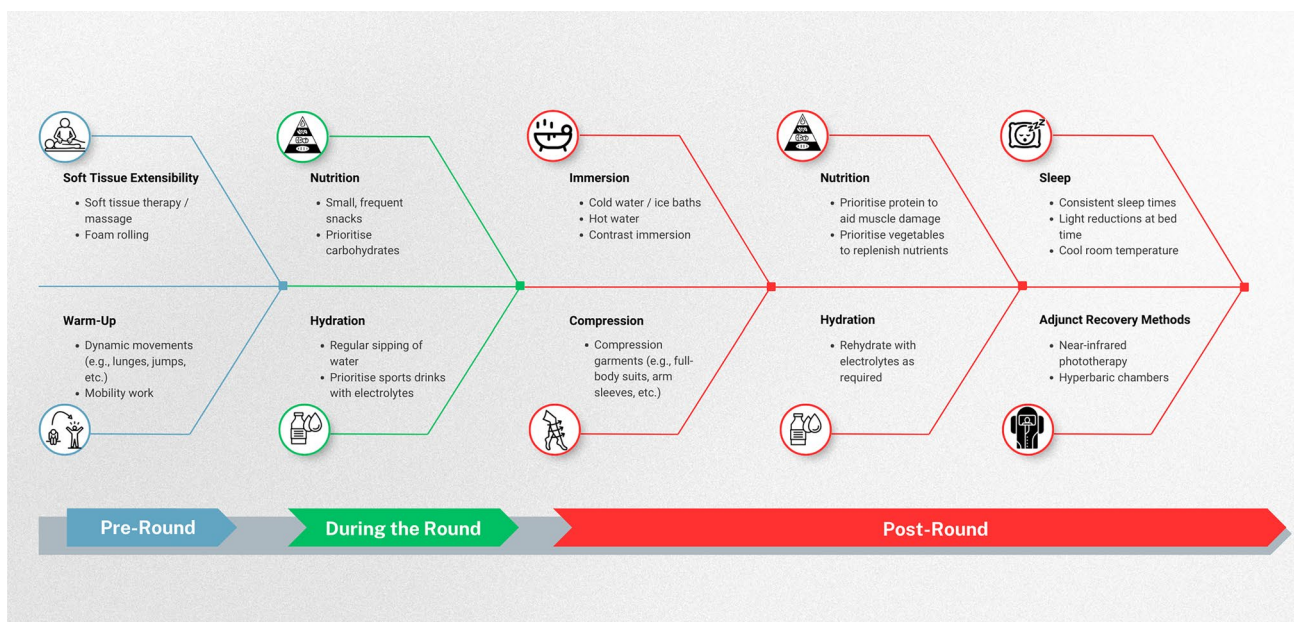 Soft Tissue Extensibility
• Soft tissue therapy /
massage
• Foam rolling
Nutrition
• Small, frequent
snacks
• Prioritise
carbohydrates
Immersion
• Cold water / ice baths
• Hot water
• Contrast immersion
Nutrition
• Prioritise protein to
aid muscle damage
• Prioritise vegetables
to replenish nutrients
Sleep
• Consistent sleep times
• Light reductions at bed
time
• Cool room temperature
Warm-Up
• Dynamic movements
(e.g., lunges, jumps,
etc.)
• Mobility work
Hydration
• Regular sipping of
water
• Prioritise sports drinks
with electrolytes
Compression
• Compression
garments (e.g., full-
body suits, arm
sleeves, etc.)
Hydration
• Rehydrate with
electrolytes as
required
Adjunct Recovery Methods
• Near-infrared
phototherapy
• Hyperbaric chambers
Pre-Round
During the Round
Post-Round